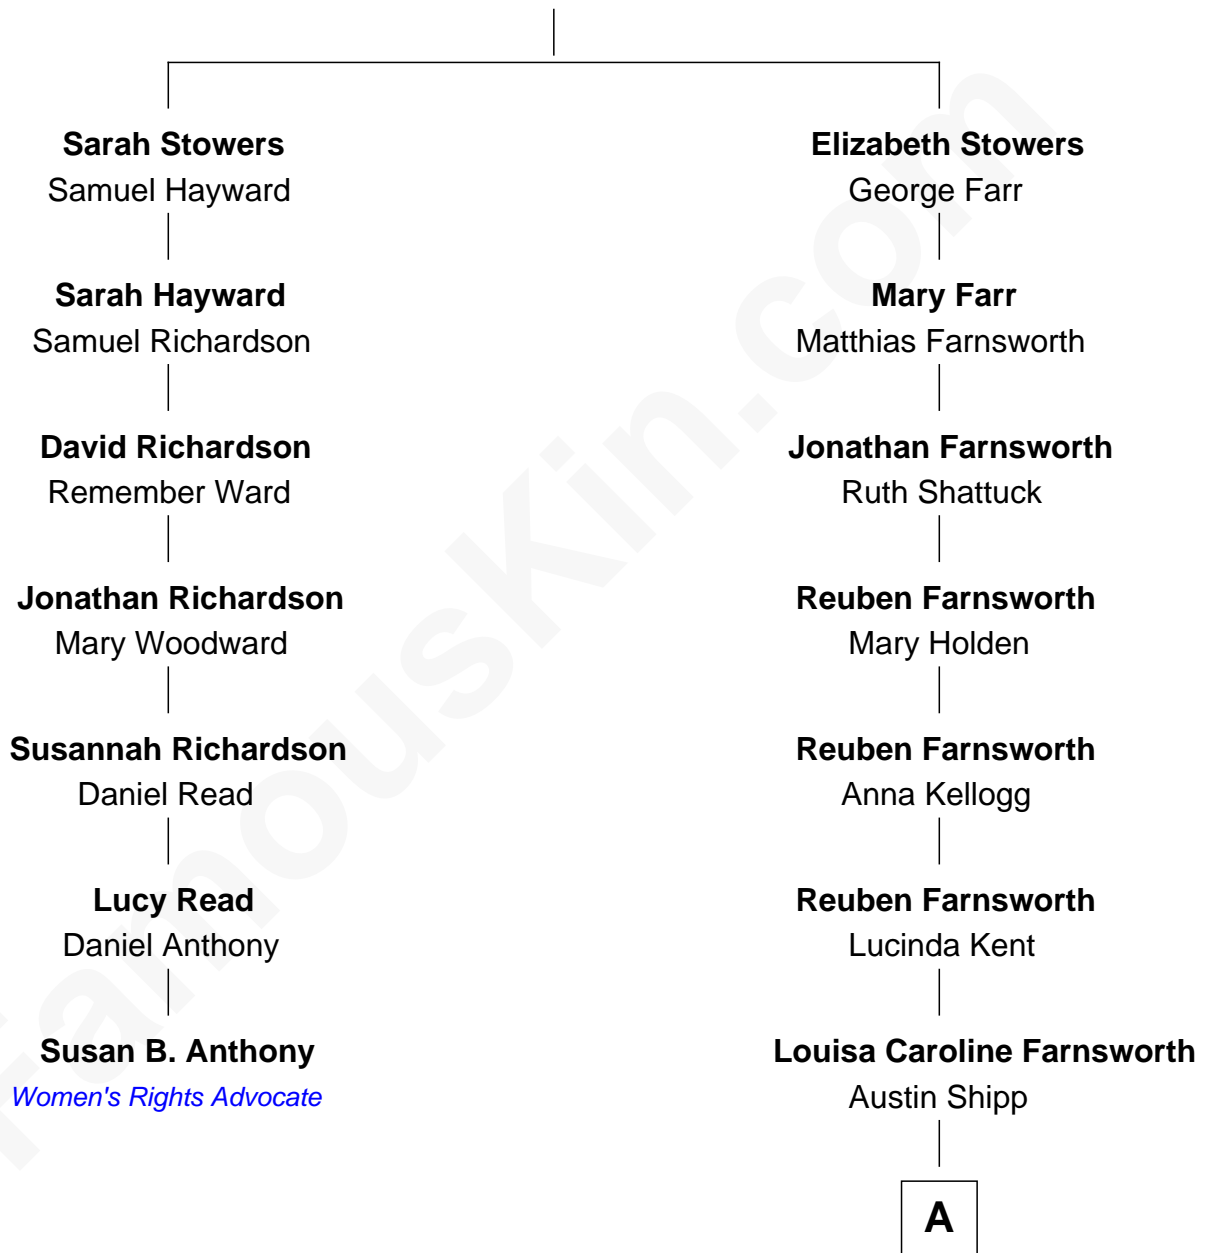 Sarah Stowers
Samuel Hayward
Sarah Hayward
Samuel Richardson
David Richardson
Remember Ward
Jonathan Richardson
Mary Woodward
Susannah Richardson
Daniel Read
Lucy Read
Daniel Anthony
Susan B. Anthony
Women's Rights Advocate
Elizabeth Stowers
George Farr
Mary Farr
Matthias Farnsworth
Jonathan Farnsworth
Ruth Shattuck
Reuben Farnsworth
Mary Holden
Reuben Farnsworth
Anna Kellogg
Reuben Farnsworth
Lucinda Kent
Louisa Caroline Farnsworth
Austin Shipp
A
FamousKin.com